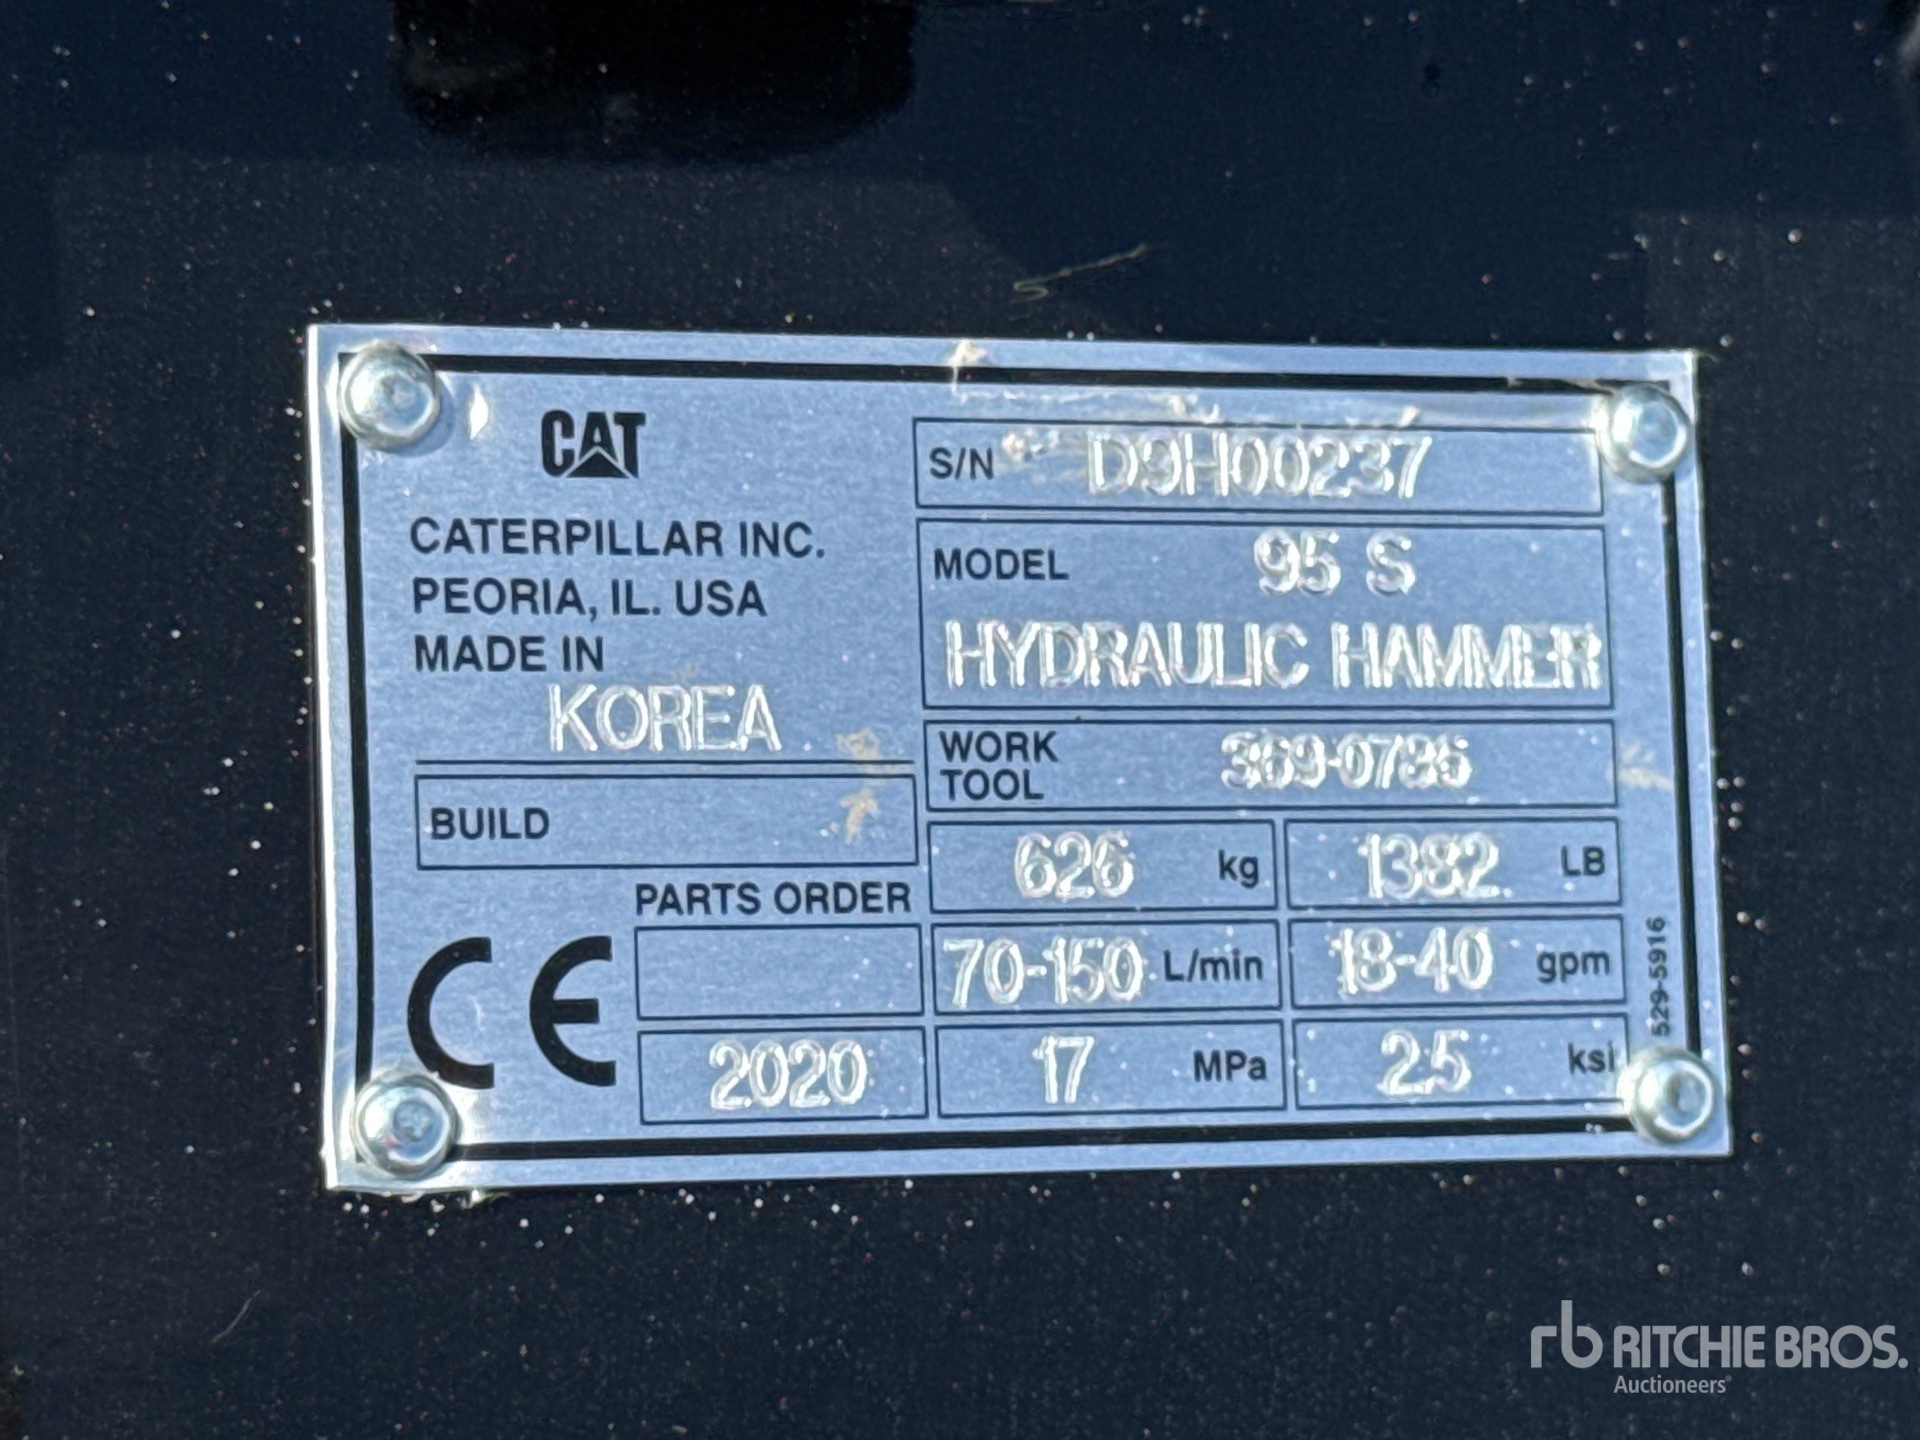 CAT
CATERPILLAR INC.
PEORIA, IL. USA
MADE IN
KOREA
BUILD
PARTS ORDER
CE
2020
S/N D9H00237
MODEL 95 S
HYDRAULIC HAMMER
WORK TOOL 369-0786
626 kg 1382 LB
70-150 L/min 18-40 gpm
17 MPa 2.5 ksi
529-5916
rb RITCHIE BROS.
Auctioneers